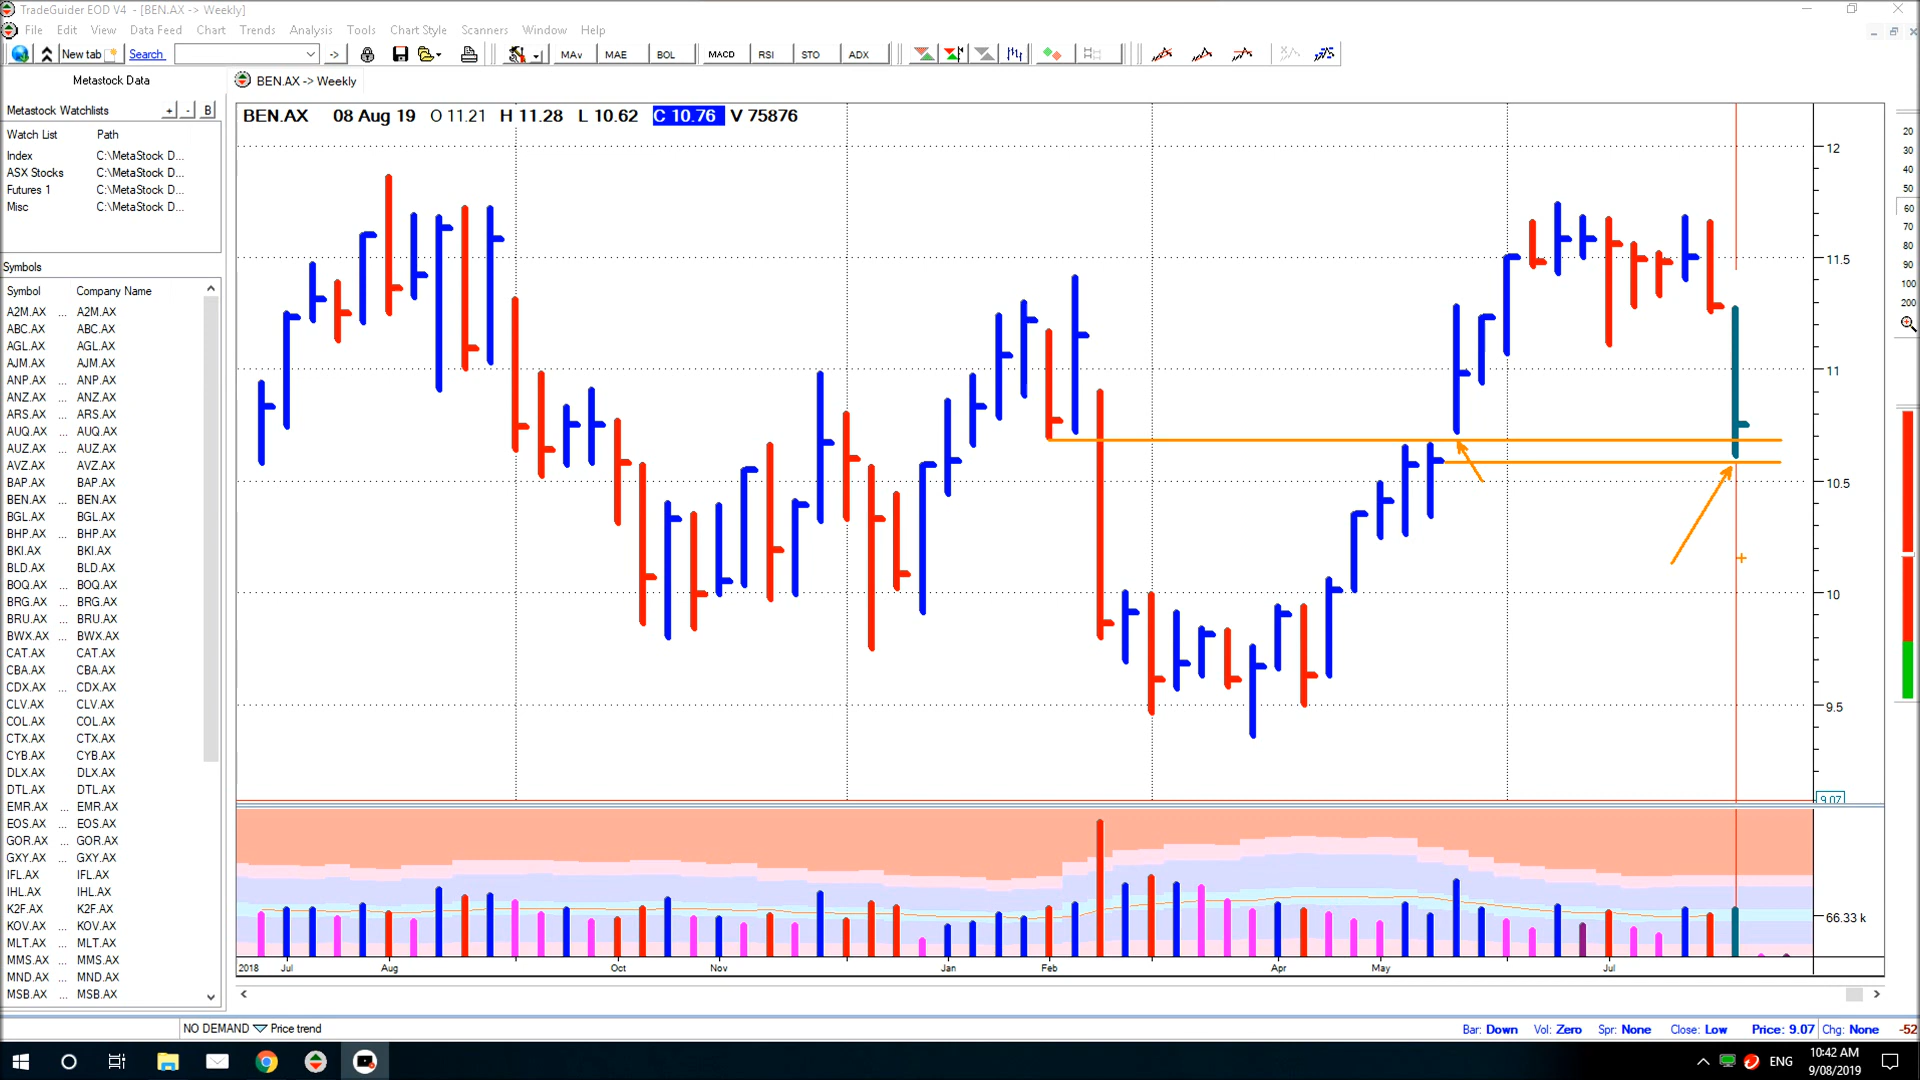 TradeGuider EOD V4 - [BEN.AX -> Weekly]
File Edit View Data Feed Chart Trends Analysis Tools Chart Style Scanners Window Help
New tab Search -> MAv MAE BOL MACD RSI STO ADX
Metastock Data
BEN.AX -> Weekly
Metastock Watchlists + - B
Watch List Path
Index C:\MetaStock D...
ASX Stocks C:\MetaStock D...
Futures 1 C:\MetaStock D...
Misc C:\MetaStock D...
Symbols
Symbol Company Name
A2M.AX ... A2M.AX
ABC.AX ABC.AX
AGL.AX AGL.AX
AJM.AX AJM.AX
ANP.AX ... ANP.AX
ANZ.AX ... ANZ.AX
ARS.AX ... ARS.AX
AUQ.AX ... AUQ.AX
AUZ.AX ... AUZ.AX
AVZ.AX ... AVZ.AX
BAP.AX BAP.AX
BEN.AX ... BEN.AX
BGL.AX ... BGL.AX
BHP.AX ... BHP.AX
BKI.AX BKI.AX
BLD.AX BLD.AX
BOQ.AX ... BOQ.AX
BRG.AX ... BRG.AX
BRU.AX ... BRU.AX
BWX.AX ... BWX.AX
CAT.AX CAT.AX
CBA.AX CBA.AX
CDX.AX ... CDX.AX
CLV.AX CLV.AX
COL.AX COL.AX
CTX.AX CTX.AX
CYB.AX CYB.AX
DLX.AX DLX.AX
DTL.AX DTL.AX
EMR.AX ... EMR.AX
EOS.AX ... EOS.AX
GOR.AX ... GOR.AX
GXY.AX ... GXY.AX
IFL.AX IFL.AX
IHL.AX IHL.AX
K2F.AX K2F.AX
KOV.AX ... KOV.AX
MLT.AX MLT.AX
MMS.AX ... MMS.AX
MND.AX ... MND.AX
MSB.AX ... MSB.AX
BEN.AX 08 Aug 19 O 11.21 H 11.28 L 10.62 C 10.76 V 75876
12
11.5
11
10.5
10
9.5
9.07
66.33 k
2018 Jul Aug Oct Nov Jan Feb Apr May Jul
20
30
40
50
60
70
80
90
100
200
NO DEMAND Price trend
Bar: Down Vol: Zero Spr: None Close: Low Price: 9.07 Chg: None -52
ENG
10:42 AM
9/08/2019